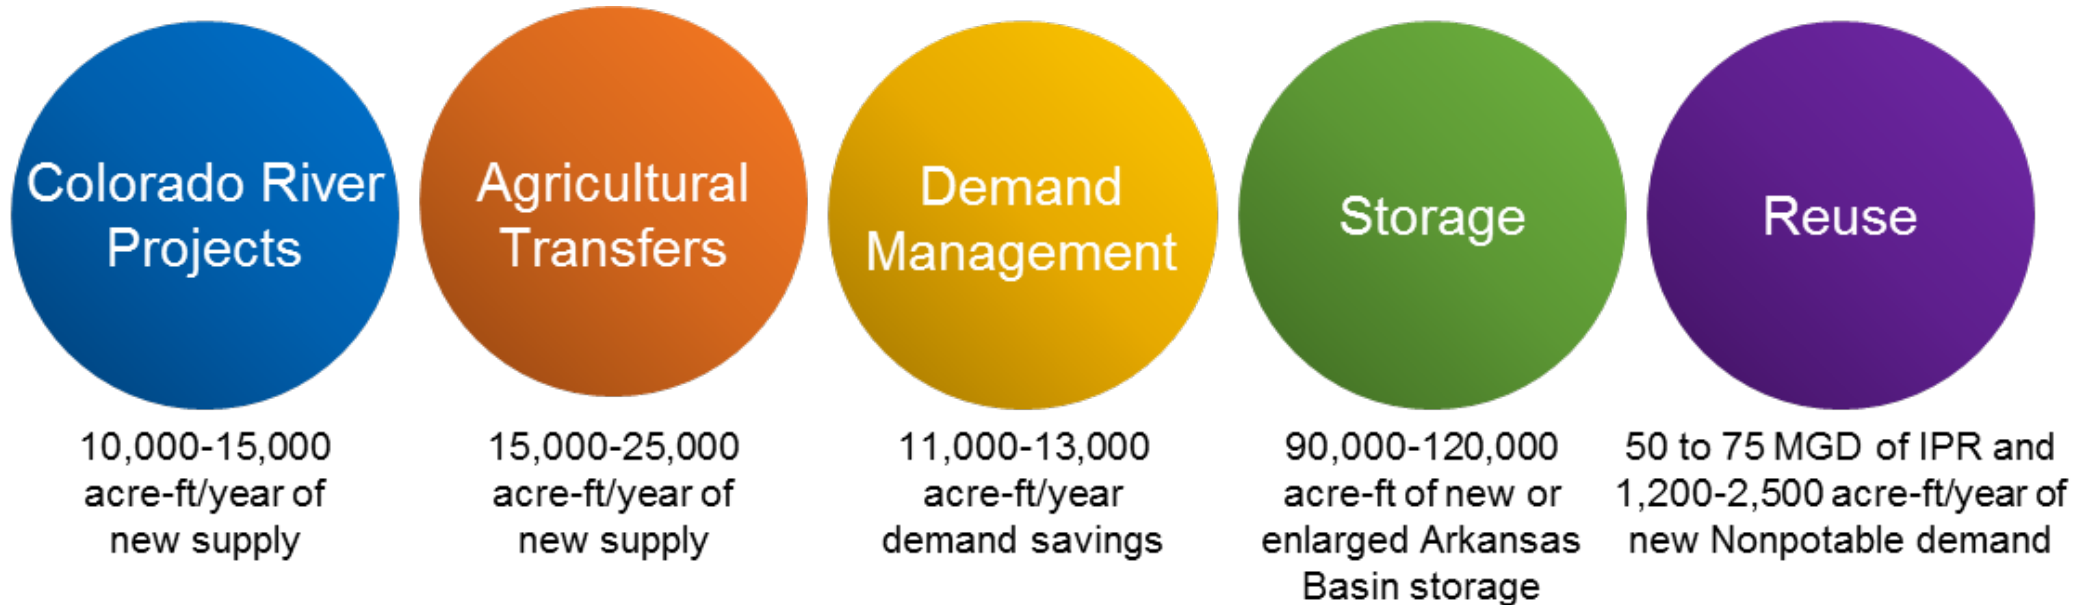 Colorado River
Projects
10,000-15,000
acre-ft/year of
new supply
Agricultural
Transfers
15,000-25,000
acre-ft/year of
new supply
Demand
Management
11,000-13,000
acre-ft/year
demand savings
Storage
90,000-120,000
acre-ft of new or
enlarged Arkansas
Basin storage
Reuse
50 to 75 MGD of IPR and
1,200-2,500 acre-ft/year of
new Nonpotable demand